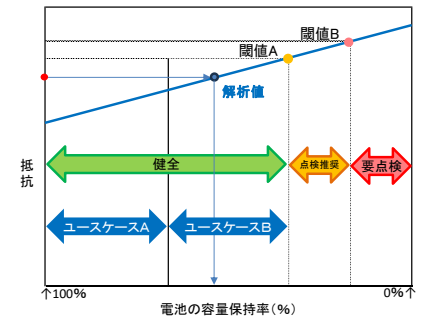 閾値B
閾値A
解析値
健全
点検推奨
要点検
抵
抗
ユースケースA
ユースケースB
↑100%
0%↑
電池の容量保持率(%)